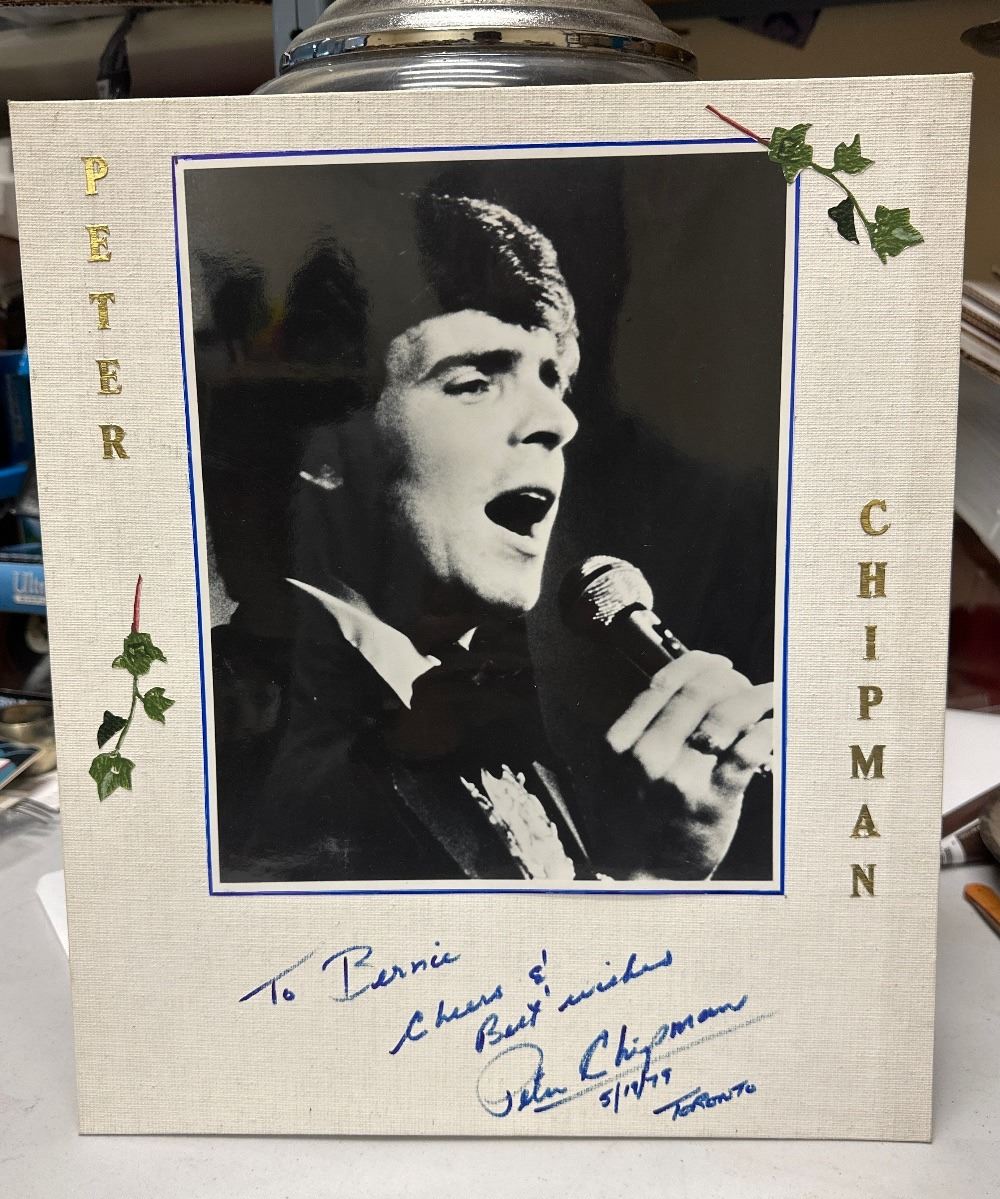 PETER
CHIPMAN
To Bernie
Cheers &
Best wishes
Peter Chipman
5/19/79
TORONTO